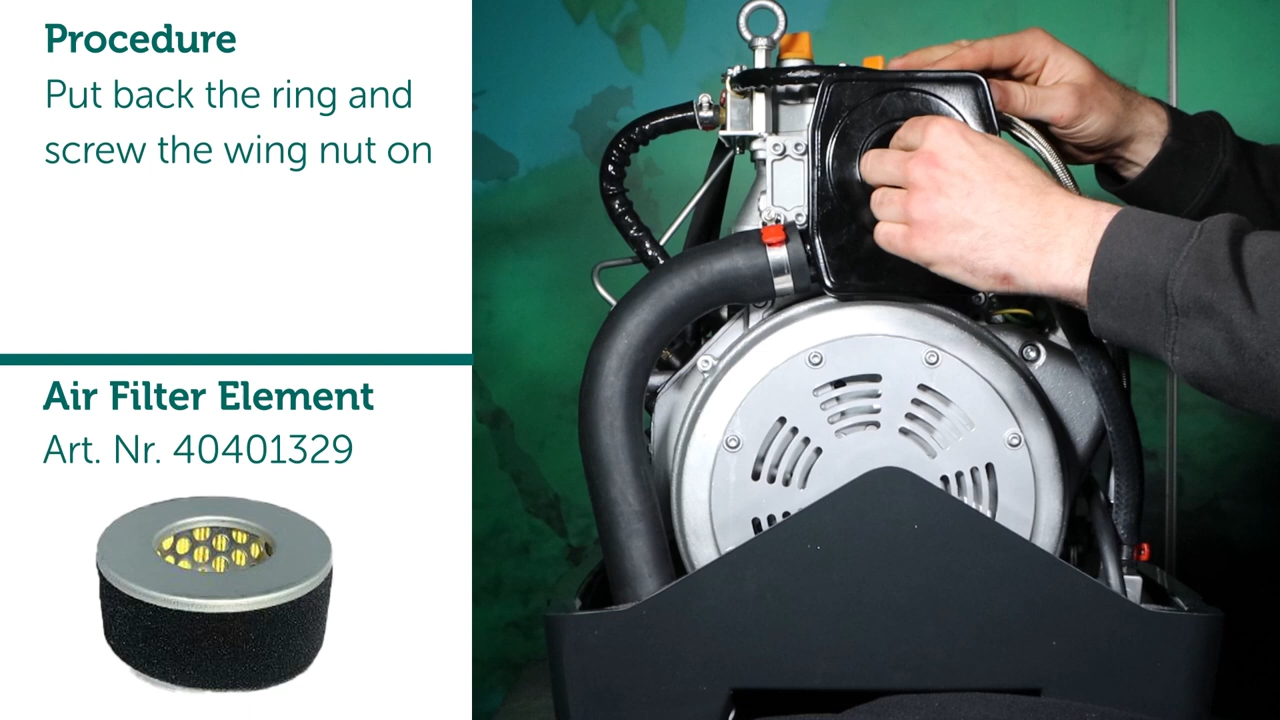 Procedure
Put back the ring and
screw the wing nut on
Air Filter Element
Art. Nr. 40401329